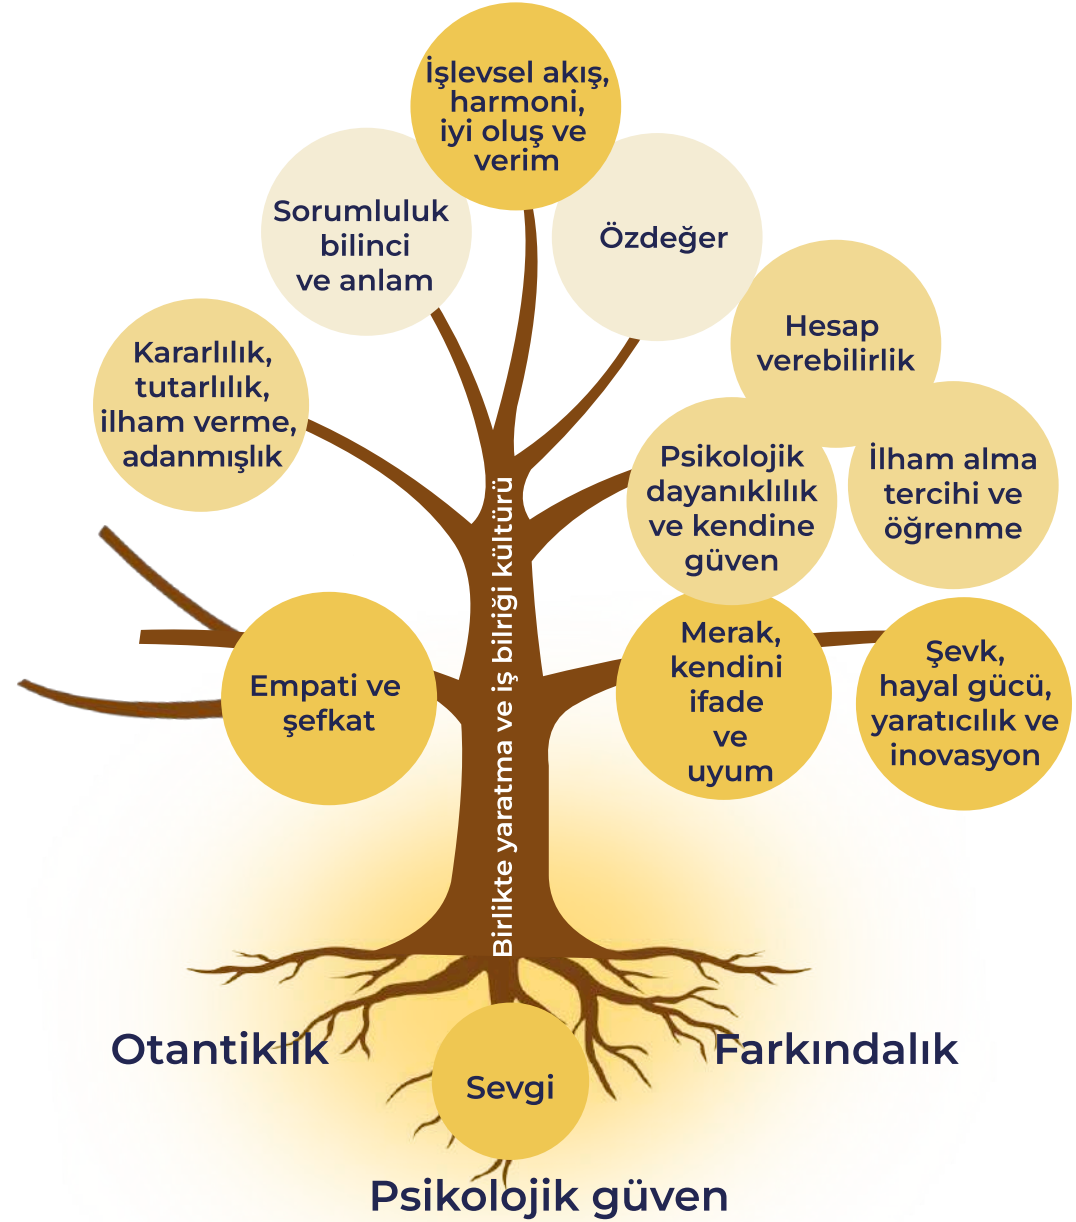 İşlevsel akış,
harmoni,
iyi oluş ve
verim
Sorumluluk
bilinci
ve anlam
Özdeğer
Hesap
verebilirlik
Kararlılık,
tutarlılık,
ilham verme,
adanmışlık
Psikolojik
dayanıklılık
ve kendine
güven
İlham alma
tercihi ve
öğrenme
Birlikte yaratma ve iş bilriği kültürü
Empati ve
şefkat
Merak,
kendini
ifade
ve
uyum
Şevk,
hayal gücü,
yaratıcılık ve
inovasyon
Otantiklik
Farkındalık
Sevgi
Psikolojik güven